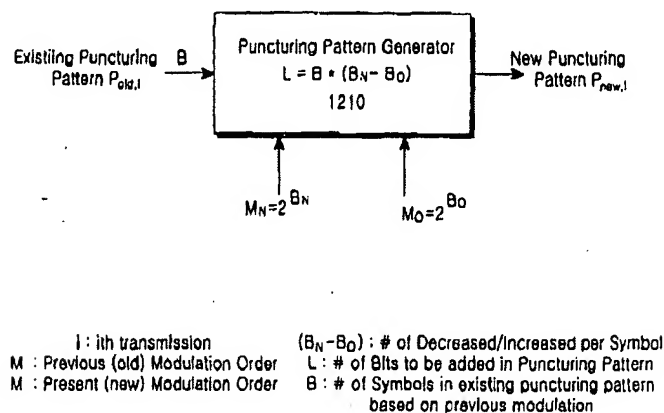 Existiing Puncturing
Pattern P_old,i
B
Puncturing Pattern Generator
L = B * (B_N - B_O)
1210
New Puncturing
Pattern P_new,i
M_N=2^B_N
M_O=2^B_O
i : ith transmission
M : Previous (old) Modulation Order
M : Present (new) Modulation Order
(B_N-B_O) : # of Decreased/Increased per Symbol
L : # of Bits to be added in Puncturing Pattern
B : # of Symbols in existing puncturing pattern
based on previous modulation